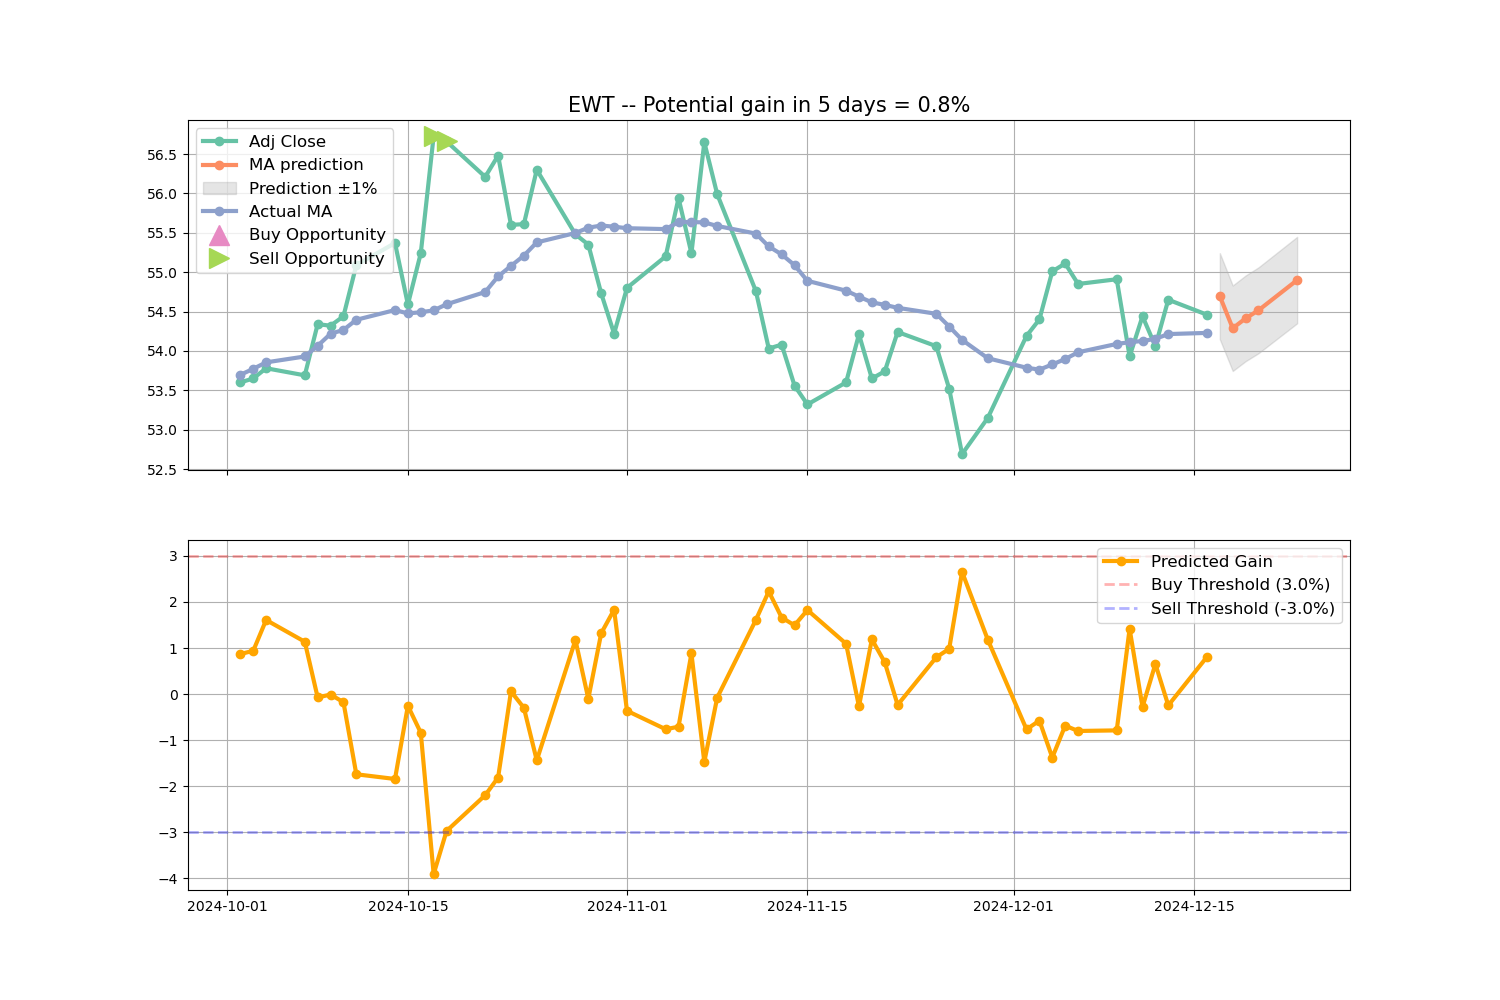 EWT -- Potential gain in 5 days = 0.8%
Adj Close
MA prediction
Prediction ±1%
Actual MA
Buy Opportunity
Sell Opportunity
56.5
56.0
55.5
55.0
54.5
54.0
53.5
53.0
52.5
Predicted Gain
Buy Threshold (3.0%)
Sell Threshold (-3.0%)
3
2
1
0
−1
−2
−3
−4
2024-10-01 2024-10-15 2024-11-01 2024-11-15 2024-12-01 2024-12-15